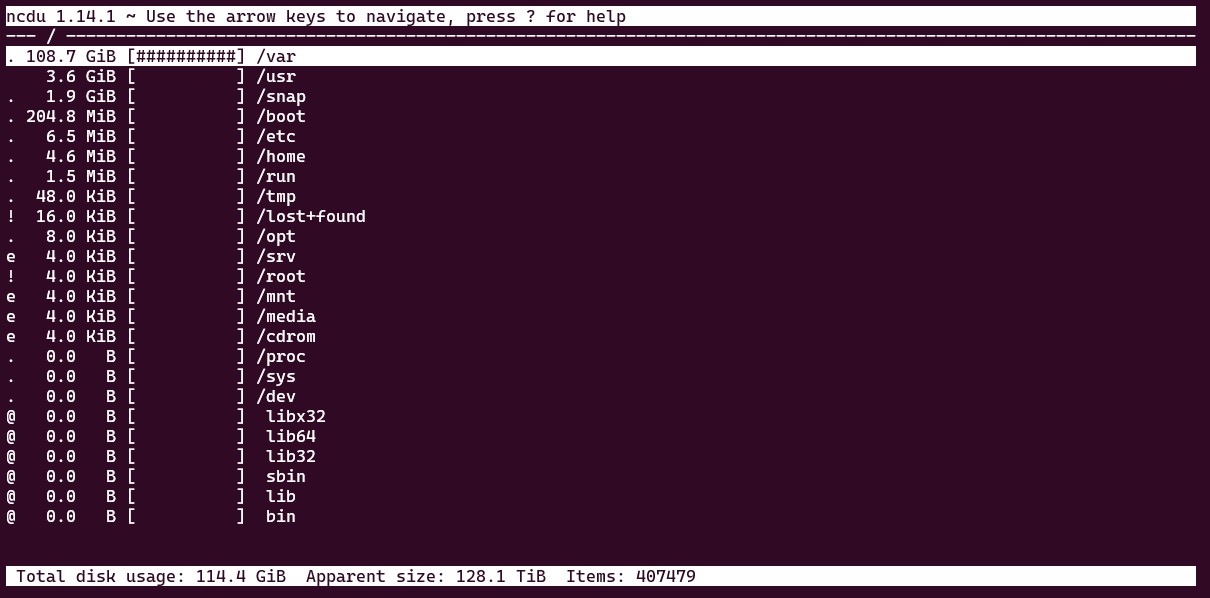 ncdu 1.14.1 ~ Use the arrow keys to navigate, press ? for help
--- / -----------------------------------------------------------------------------------------------------------------
. 108.7 GiB [##########] /var
    3.6 GiB [          ] /usr
.   1.9 GiB [          ] /snap
. 204.8 MiB [          ] /boot
.   6.5 MiB [          ] /etc
.   4.6 MiB [          ] /home
.   1.5 MiB [          ] /run
.  48.0 KiB [          ] /tmp
!  16.0 KiB [          ] /lost+found
.   8.0 KiB [          ] /opt
e   4.0 KiB [          ] /srv
!   4.0 KiB [          ] /root
e   4.0 KiB [          ] /mnt
e   4.0 KiB [          ] /media
e   4.0 KiB [          ] /cdrom
.   0.0   B [          ] /proc
.   0.0   B [          ] /sys
.   0.0   B [          ] /dev
@   0.0   B [          ]  libx32
@   0.0   B [          ]  lib64
@   0.0   B [          ]  lib32
@   0.0   B [          ]  sbin
@   0.0   B [          ]  lib
@   0.0   B [          ]  bin
Total disk usage: 114.4 GiB  Apparent size: 128.1 TiB  Items: 407479